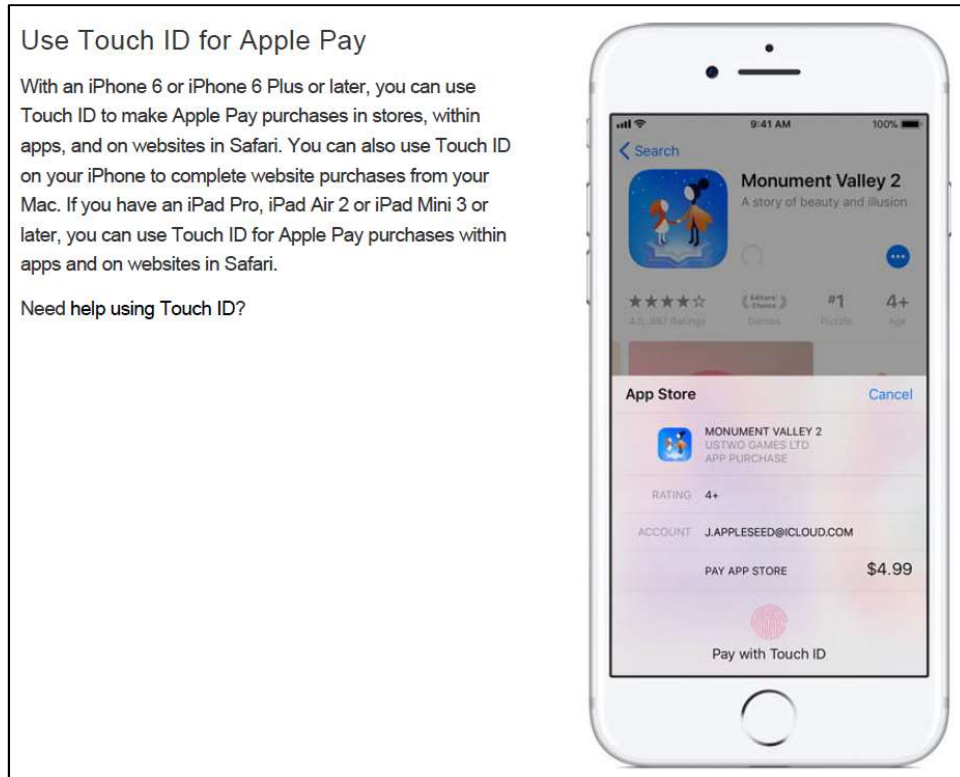 Use Touch ID for Apple Pay
With an iPhone 6 or iPhone 6 Plus or later, you can use
Touch ID to make Apple Pay purchases in stores, within
apps, and on websites in Safari. You can also use Touch ID
on your iPhone to complete website purchases from your
Mac. If you have an iPad Pro, iPad Air 2 or iPad Mini 3 or
later, you can use Touch ID for Apple Pay purchases within
apps and on websites in Safari.
Need help using Touch ID?
9:41 AM 100%
Search
Monument Valley 2
A story of beauty and illusion
Editors' Choice #1 4+
Ratings Games Puzzle Age
App Store Cancel
MONUMENT VALLEY 2
USTWO GAMES LTD
APP PURCHASE
RATING 4+
ACCOUNT J.APPLESEED@ICLOUD.COM
PAY APP STORE $4.99
Pay with Touch ID